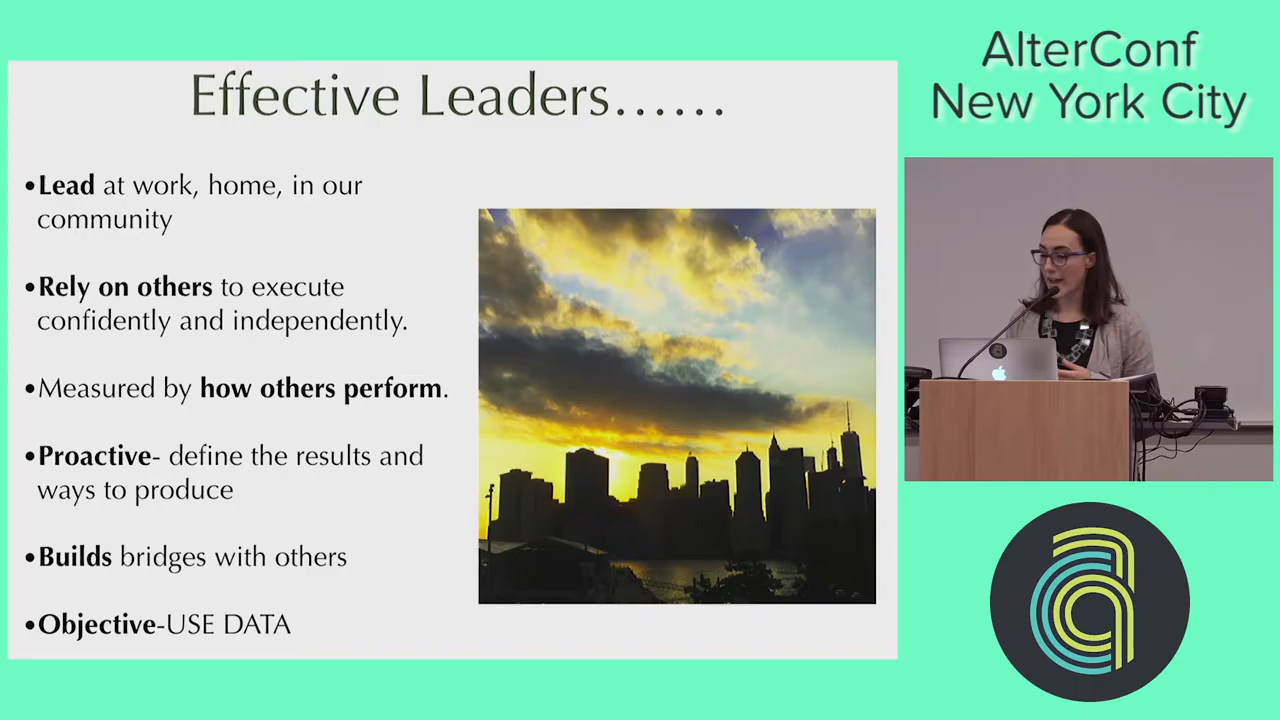 Effective Leaders......
•Lead at work, home, in our
community
•Rely on others to execute
confidently and independently.
•Measured by how others perform.
•Proactive- define the results and
ways to produce
•Builds bridges with others
•Objective-USE DATA
AlterConf
New York City